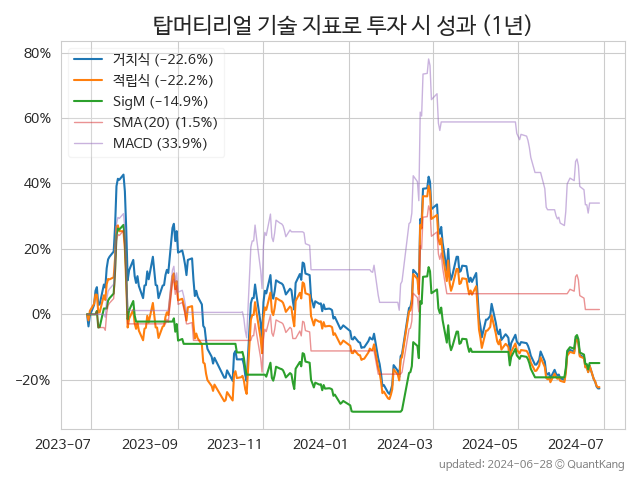 탑머티리얼 기술 지표로 투자 시 성과 (1년)
80%
60%
40%
20%
0%
−20%
거치식 (−22.6%)
적립식 (−22.2%)
SigM (−14.9%)
SMA(20) (1.5%)
MACD (33.9%)
2023-07
2023-09
2023-11
2024-01
2024-03
2024-05
2024-07
updated: 2024-06-28 © QuantKang